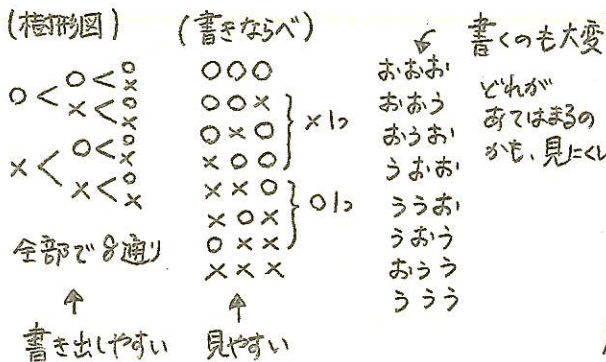 (樹形図)
○<○<○×
×<○×
×<○<○×
×<○×
全部で8通り
↑
書き出しやすい
(書きならべ)
○○○
○○×
○×○
×○○
×1つ
××○
×○×
○××
○1つ
×××
↑
見やすい
おおお
おおう
おうお
うおお
ううお
うおう
おうう
ううう
書くのも大変
どれが
あてはまるの
かも、見にくし